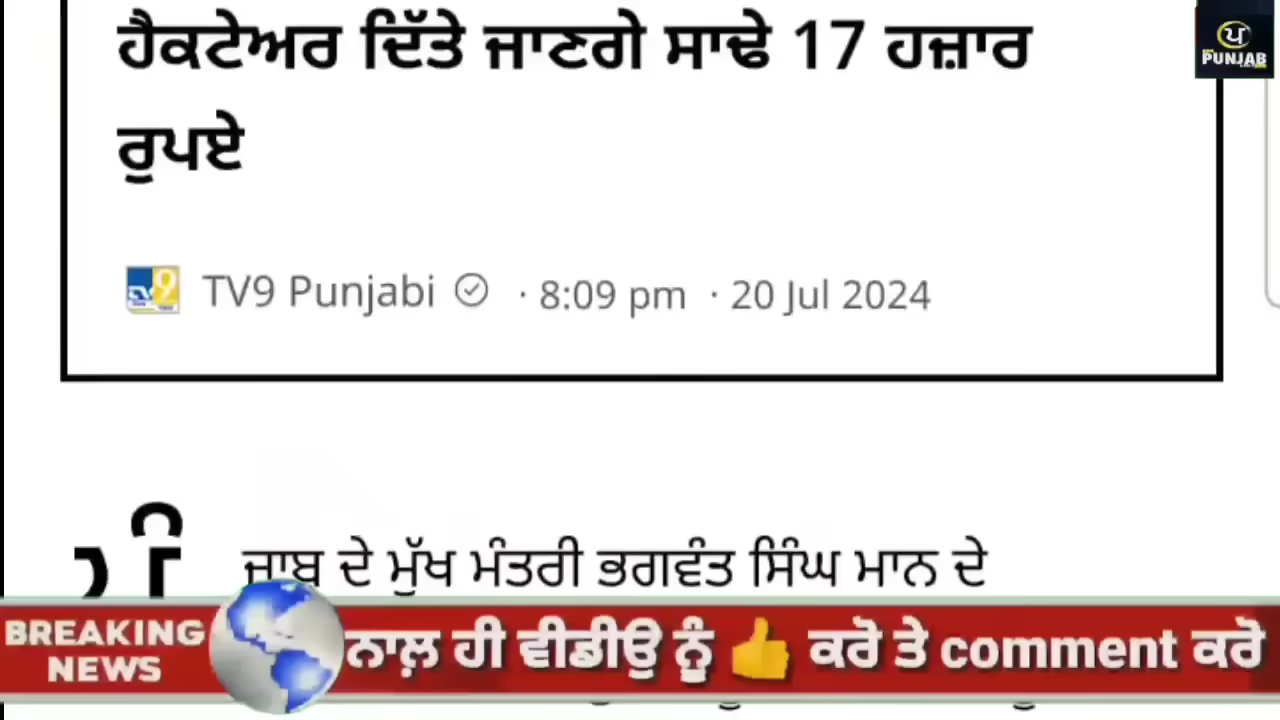 ਹੈਕਟੇਅਰ ਦਿੱਤੇ ਜਾਣਗੇ ਸਾਢੇ 17 ਹਜ਼ਾਰ
ਰੁਪਏ
ਪ
PUNJAB
TV9 Punjabi · 8:09 pm · 20 Jul 2024
ਜਾਬ ਦੇ ਮੁੱਖ ਮੰਤਰੀ ਭਗਵੰਤ ਸਿੰਘ ਮਾਨ ਦੇ
BREAKING
NEWS
ਨਾਲ਼ ਹੀ ਵੀਡੀਉ ਨੂੰ 👍 ਕਰੋ ਤੇ comment ਕਰੋ